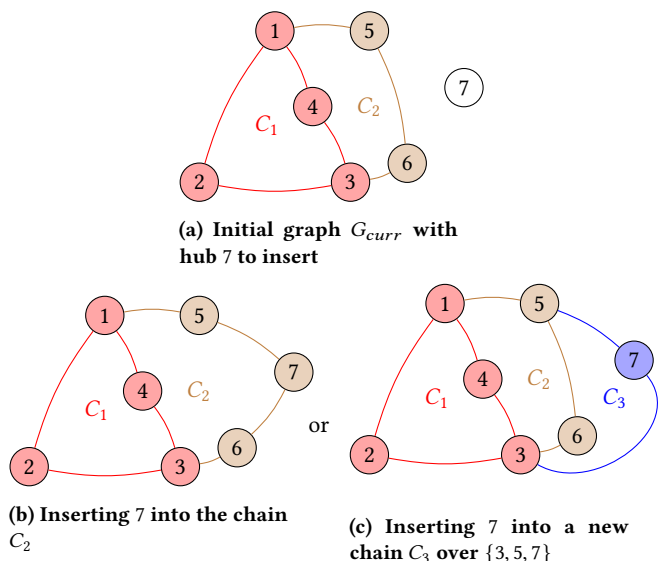 1
5
7
4
C₁
C₂
2
3
6
(a) Initial graph G_curr with
hub 7 to insert
1
5
7
4
C₁
C₂
6
2
3
or
1
5
7
4
C₁
C₂
C₃
6
2
3
(b) Inserting 7 into the chain
C₂
(c) Inserting 7 into a new
chain C₃ over {3, 5, 7}